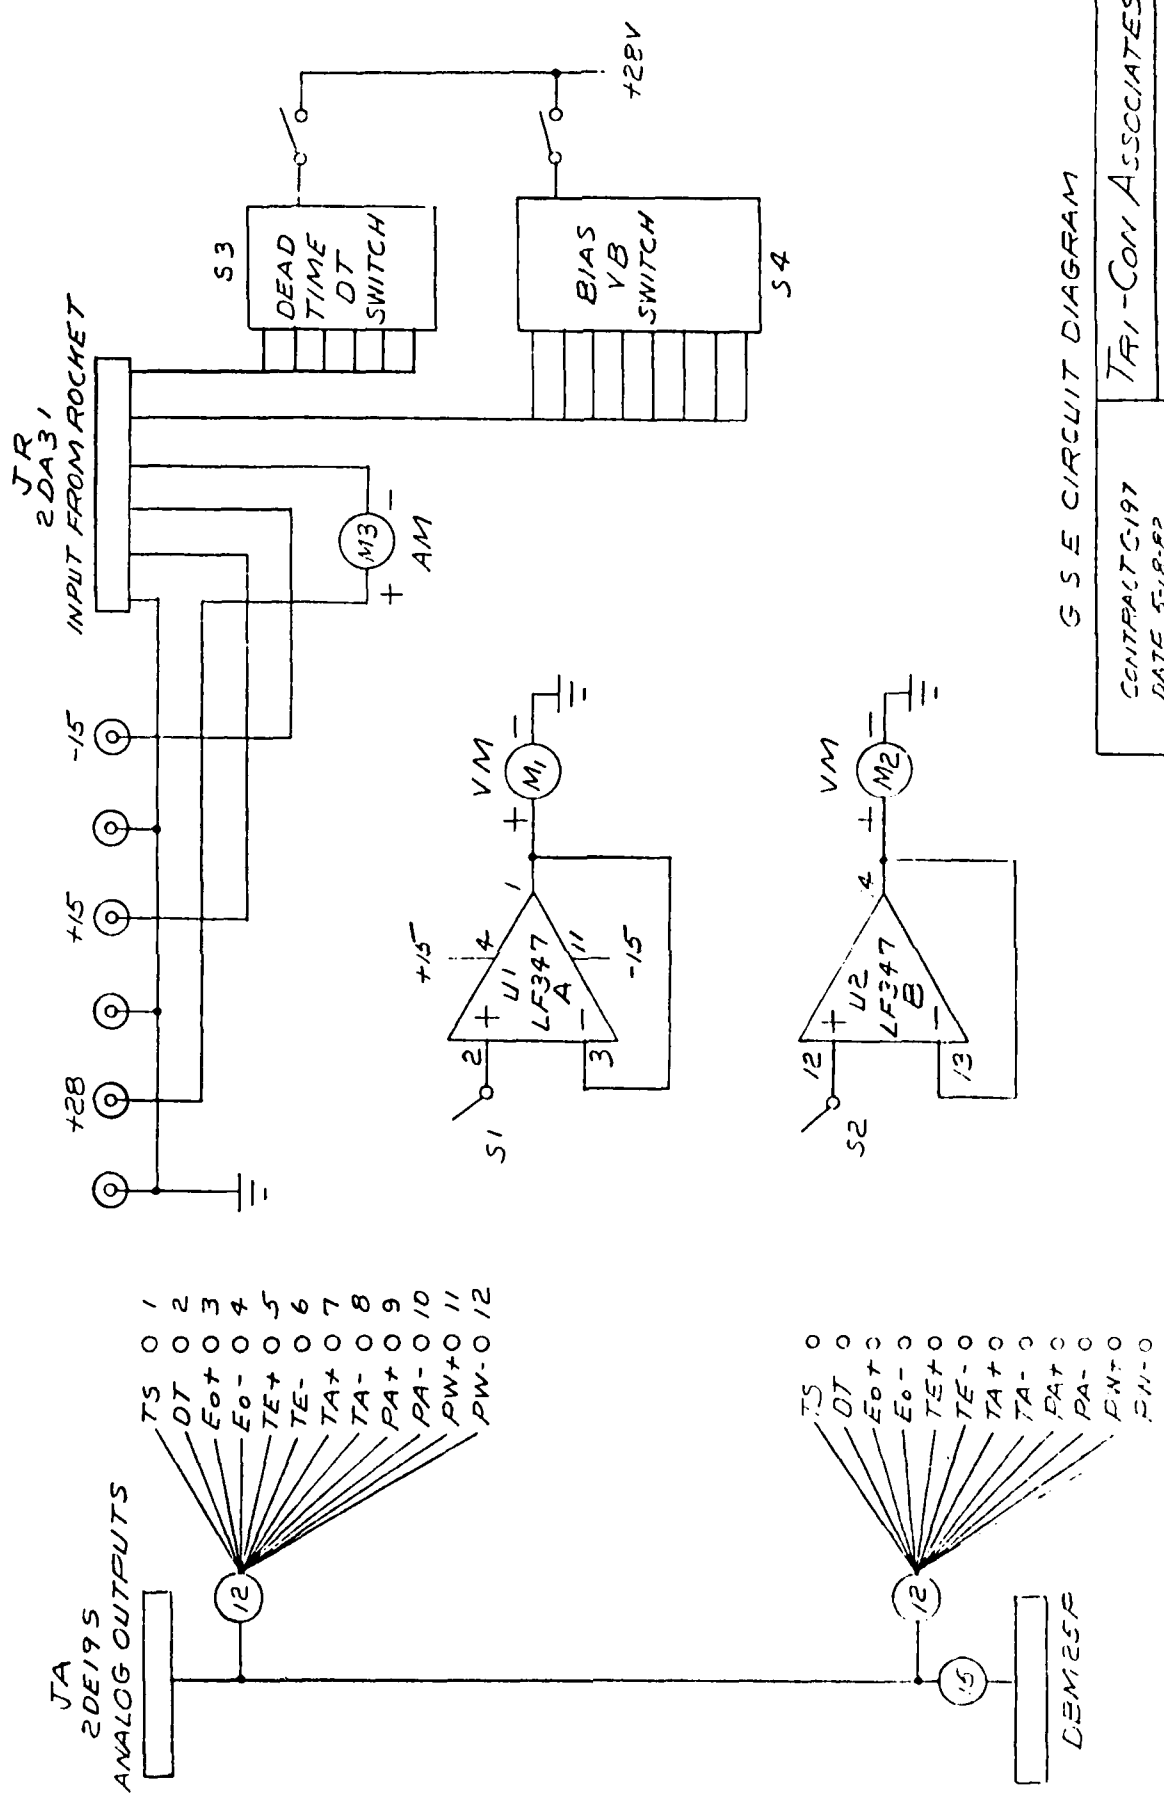 JA
2DE19S
ANALOG OUTPUTS
12
TS O 1
DT O 2
Eo+ O 3
Eo- O 4
TE+ O 5
TE- O 6
TA+ O 7
TA- O 8
PA+ O 9
PA- O 10
PW+ O 11
PW- O 12
12
TS O
DT O
Eo+ O
Eo- O
TE+ O
TE- O
TA+ O
TA- O
PA+ O
PA- O
15
+28
+15
-15
JR
INPUT FROM ROCKET
M3
+
-
AM
S3
DEAD
TIME
DT
SWITCH
BIAS
VB
SWITCH
S4
+28V
S1
2
+
3
-
U1
LF347
A
+15
4
11
-15
1
VM
+
M1
-
S2
12
+
13
-
U2
LF347
B
4
VM
+
M2
-
GSE CIRCUIT DIAGRAM
CONTRACT C-197
DATE
TRI-CON ASSOCIATES